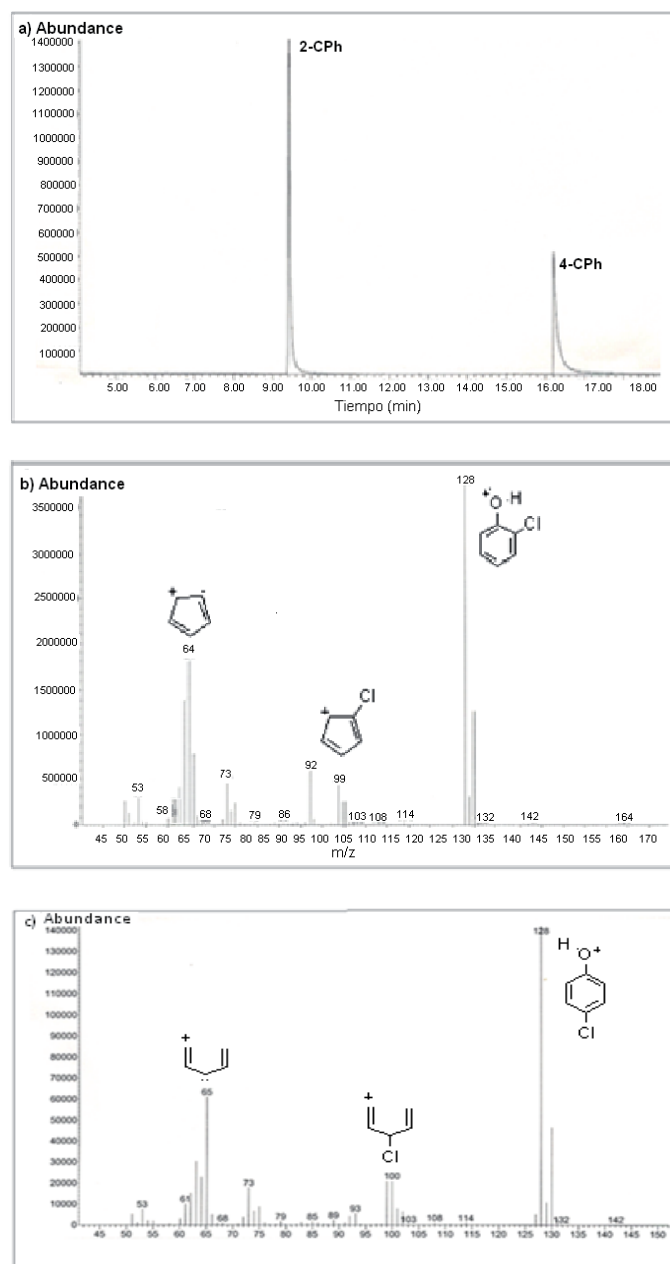 a) Abundance
1400000
2-CPh
1300000
1200000
1100000
1000000
900000
800000
700000
600000
500000
4-CPh
400000
300000
200000
100000
5.00 6.00 7.00 8.00 9.00 10.00 11.00 12.00 13.00 14.00 15.00 16.00 17.00 18.00
Tiempo (min)
b) Abundance
128
3500000
+· O ·H
Cl
3000000
2500000
+ ·
2000000
64
1500000
Cl
+
1000000
92
73
99
500000
53
58 68 79 86 103 108 114 132 142 164
0
45 50 55 60 65 70 75 80 85 90 95 100 105 110 115 120 125 130 135 140 145 150 155 160 165 170
m/z
c) Abundance
140000
128
H · O +
130000
120000
110000
Cl
100000
90000
+
80000
70000
··
65
+
60000
50000
Cl
40000
30000
100
20000
73
10000
53 61 68 79 85 89 93 103 108 114 132 142
0
45 50 55 60 65 70 75 80 85 90 95 100 105 110 115 120 125 130 135 140 145 150